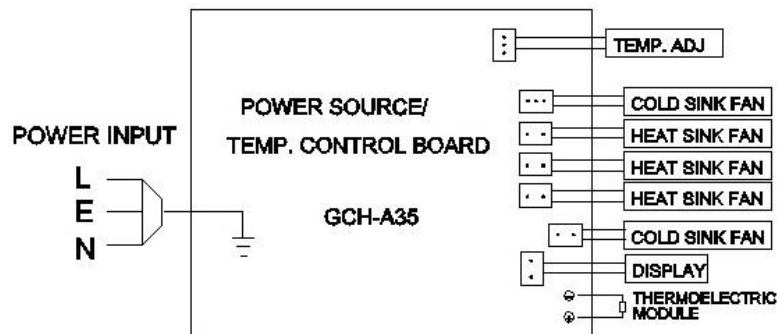 TEMP. ADJ
POWER SOURCE/
TEMP. CONTROL BOARD
GCH-A35
POWER INPUT
L
E
N
COLD SINK FAN
HEAT SINK FAN
HEAT SINK FAN
HEAT SINK FAN
COLD SINK FAN
DISPLAY
THERMOELECTRIC
MODULE